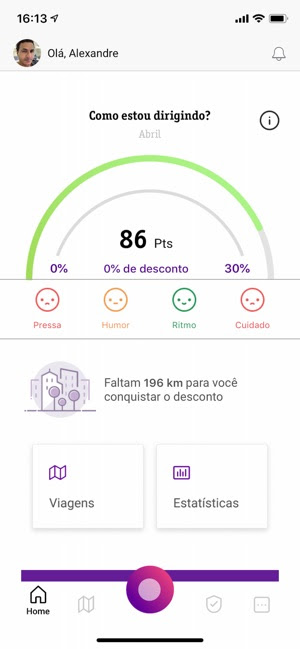 16:13
Olá, Alexandre
Como estou dirigindo?
Abril
86 Pts
0% 0% de desconto 30%
Pressa Humor Ritmo Cuidado
Faltam 196 km para você
conquistar o desconto
Viagens Estatísticas
Home